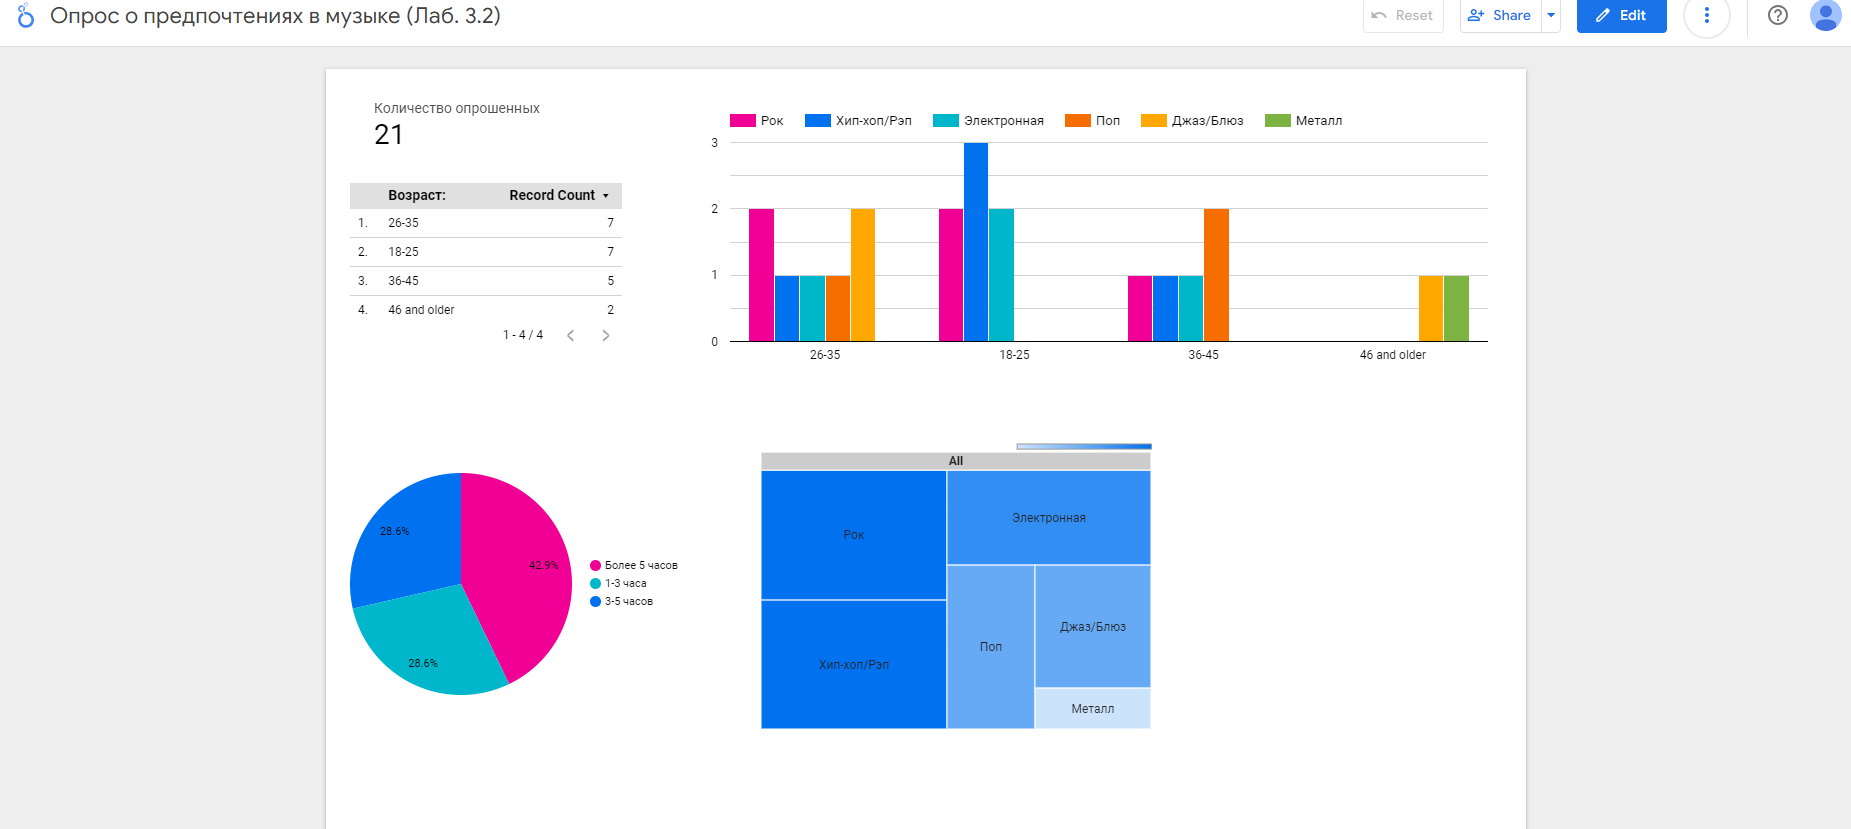 Опрос о предпочтениях в музыке (Лаб. 3.2)
Reset
Share
Edit
Количество опрошенных
21
Возраст: Record Count
1. 26-35 7
2. 18-25 7
3. 36-45 5
4. 46 and older 2
1 - 4 / 4
Рок Хип-хоп/Рэп Электронная Поп Джаз/Блюз Металл
3
2
1
0
26-35 18-25 36-45 46 and older
28.6%
42.9%
28.6%
Более 5 часов
1-3 часа
3-5 часов
All
Рок
Электронная
Хип-хоп/Рэп
Поп
Джаз/Блюз
Металл